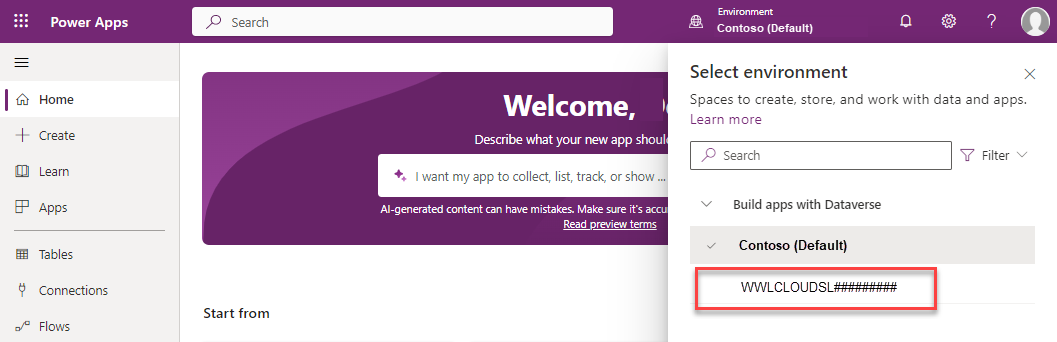 Power Apps
Search
Environment
Contoso (Default)
?
Home
Create
Learn
Apps
Tables
Connections
Flows
Welcome,
Describe what your new app shoul
I want my app to collect, list, track, or show ...
AI-generated content can have mistakes. Make sure it's accur
Read preview terms
Start from
Select environment
Spaces to create, store, and work with data and apps.
Learn more
Search
Filter
Build apps with Dataverse
Contoso (Default)
WWLCLOUDSL#########